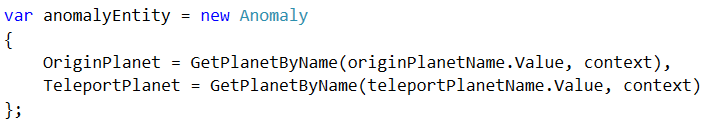 var anomalyEntity = new Anomaly
{
    OriginPlanet = GetPlanetByName(originPlanetName.Value, context),
    TeleportPlanet = GetPlanetByName(teleportPlanetName.Value, context)
};